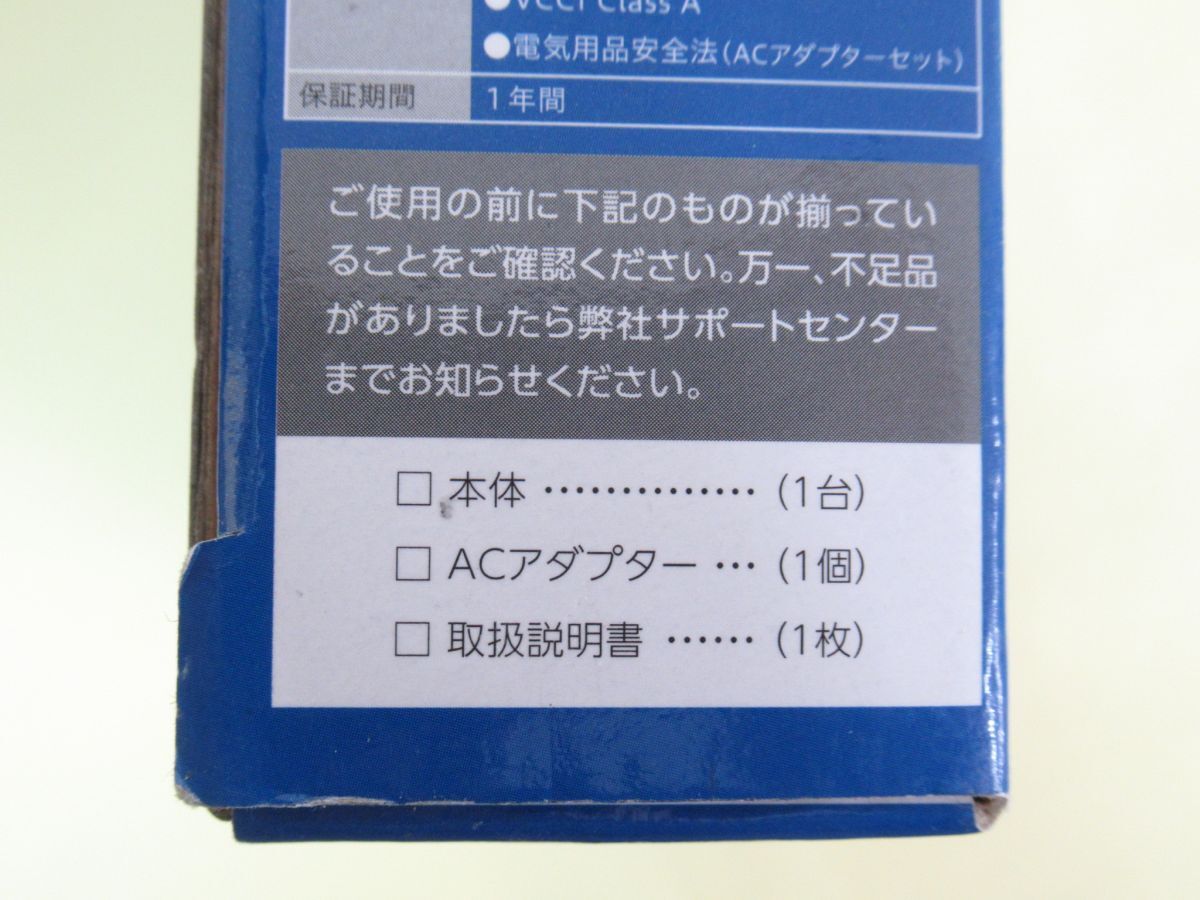 ●VCCI Class A
●電気用品安全法(ACアダプターセット)
保証期間 1年間
ご使用の前に下記のものが揃ってい
ることをご確認ください。万一、不足品
がありましたら弊社サポートセンター
までお知らせください。
□ 本体 ‥‥‥‥‥‥‥ (1台)
□ ACアダプター … (1個)
□ 取扱説明書 …… (1枚)